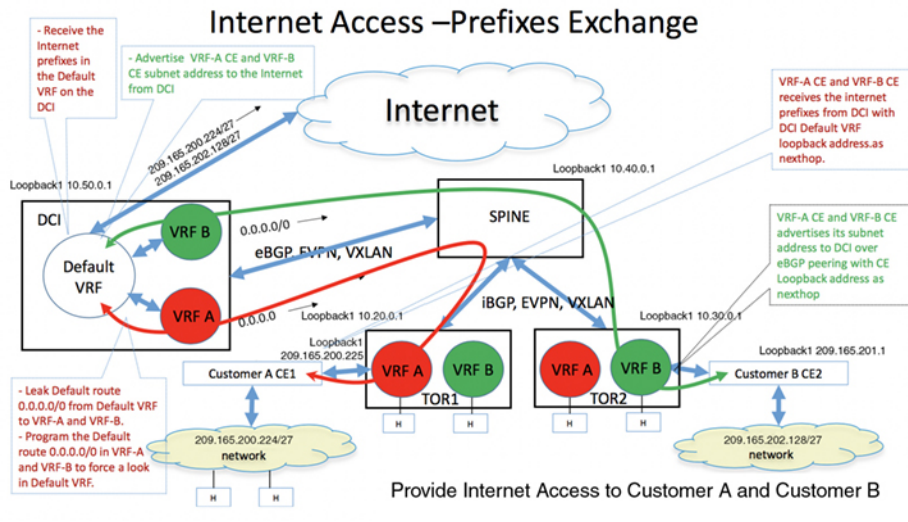 Internet Access –Prefixes Exchange
- Receive the
Internet
prefixes in
the Default
VRF on the
DCI
- Advertise VRF-A CE and VRF-B
CE subnet address to the Internet
from DCI
Internet
VRF-A CE and VRF-B CE
receives the internet
prefixes from DCI with
DCI Default VRF
loopback address.as
nexthop.
209.165.200.224/27
209.165.202.128/27
Loopback1 10.50.0.1
Loopback1 10.40.0.1
DCI
VRF B
0.0.0.0/0
SPINE
Default
VRF
eBGP, EVPN, VXLAN
VRF-A CE and VRF-B CE
advertises its subnet
address to DCI over
eBGP peering with CE
Loopback address as
nexthop
VRF A
0.0.0.0
iBGP, EVPN, VXLAN
Loopback1 10.20.0.1
Loopback1 10.30.0.1
Loopback1
209.165.200.225
Loopback1 209.165.201.1
Customer A CE1
VRF A
VRF B
TOR1
VRF A
VRF B
TOR2
Customer B CE2
H
H
H
H
- Leak Default route
0.0.0.0/0 from Default VRF
to VRF-A and VRF-B.
- Program the Default
route 0.0.0.0/0 in VRF-A
and VRF-B to force a look
in Default VRF.
209.165.200.224/27
network
209.165.202.128/27
network
H
H
Provide Internet Access to Customer A and Customer B